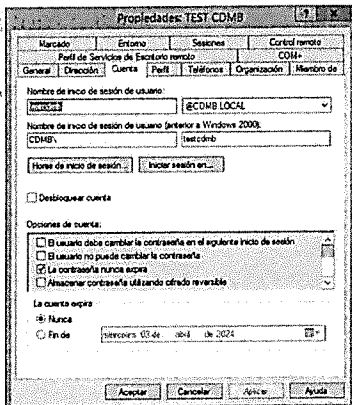 Propiedades: TEST CDMB ? X
Marcado Entorno Sesiones Control remoto
Perfil de Servicios de Escritorio remoto COM+
General Dirección Cuenta Perfil Teléfonos Organización Miembro de
Nombre de inicio de sesión de usuario:
testcdmb @CDMB.LOCAL
Nombre de inicio de sesión de usuario (anterior a Windows 2000):
CDMB\ testcdmb
Horas de inicio de sesión... Iniciar sesión en...
Desbloquear cuenta
Opciones de cuenta:
El usuario debe cambiar la contraseña en el siguiente inicio de sesión
El usuario no puede cambiar la contraseña
La contraseña nunca expira
Almacenar contraseña utilizando cifrado reversible
La cuenta expira
Nunca
Fin de miércoles 03 de abril de 2024
Aceptar Cancelar Aplicar Ayuda